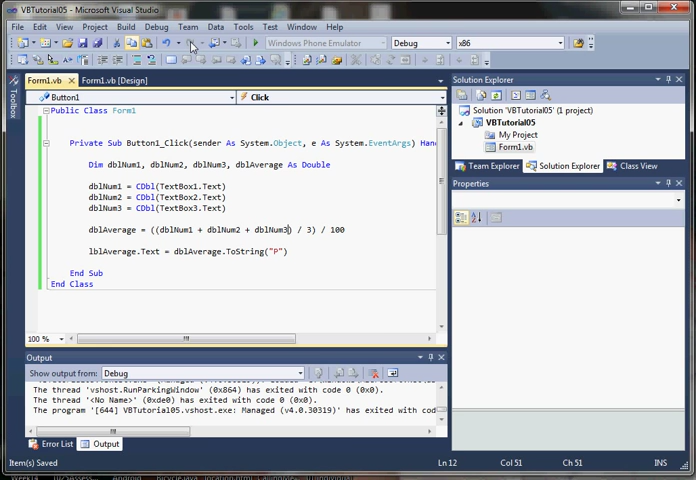 VBTutorial05 - Microsoft Visual Studio
File Edit View Project Build Debug Team Data Tools Test Window Help
Windows Phone Emulator Debug x86
Form1.vb Form1.vb [Design]
Toolbox
Button1 Click
Public Class Form1
Private Sub Button1_Click(sender As System.Object, e As System.EventArgs) Han
Dim dblNum1, dblNum2, dblNum3, dblAverage As Double
dblNum1 = CDbl(TextBox1.Text)
dblNum2 = CDbl(TextBox2.Text)
dblNum3 = CDbl(TextBox3.Text)
dblAverage = ((dblNum1 + dblNum2 + dblNum3) / 3) / 100
lblAverage.Text = dblAverage.ToString("P")
End Sub
End Class
100 %
Output
Show output from: Debug
The thread 'vshost.RunParkingWindow' (0x864) has exited with code 0 (0x0).
The thread '<No Name>' (0xde0) has exited with code 0 (0x0).
The program '[644] VBTutorial05.vshost.exe: Managed (v4.0.30319)' has exited with cod
Error List Output
Solution Explorer
Solution 'VBTutorial05' (1 project)
VBTutorial05
My Project
Form1.vb
Team Explorer Solution Explorer Class View
Properties
Item(s) Saved Ln 12 Col 51 Ch 51 INS